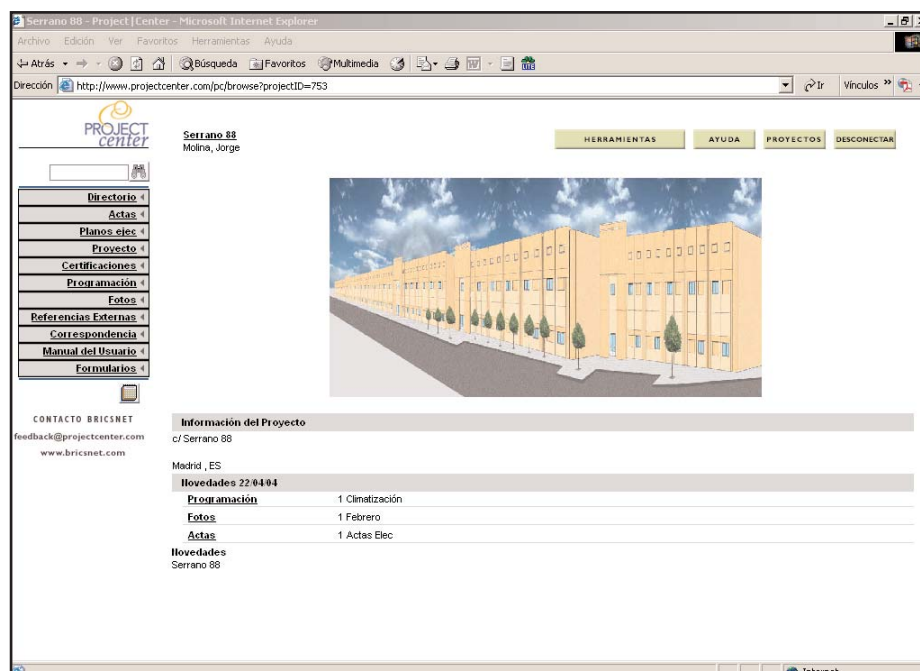 Serrano 88 - Project|Center - Microsoft Internet Explorer
Archivo Edición Ver Favoritos Herramientas Ayuda
Atrás Búsqueda Favoritos Multimedia
Dirección http://www.projectcenter.com/pc/browse?projectID=753 Ir Vínculos »
PROJECT
center
Serrano 88
Molina, Jorge
HERRAMIENTAS AYUDA PROYECTOS DESCONECTAR
Directorio
Actas
Planos ejec
Proyecto
Certificaciones
Programación
Fotos
Referencias Externas
Correspondencia
Manual del Usuario
Formularios
CONTACTO BRICSNET
feedback@projectcenter.com
www.bricsnet.com
Información del Proyecto
c/ Serrano 88
Madrid , ES
Novedades 22/04/04
Programación 1 Climatización
Fotos 1 Febrero
Actas 1 Actas Elec
Novedades
Serrano 88
Internet